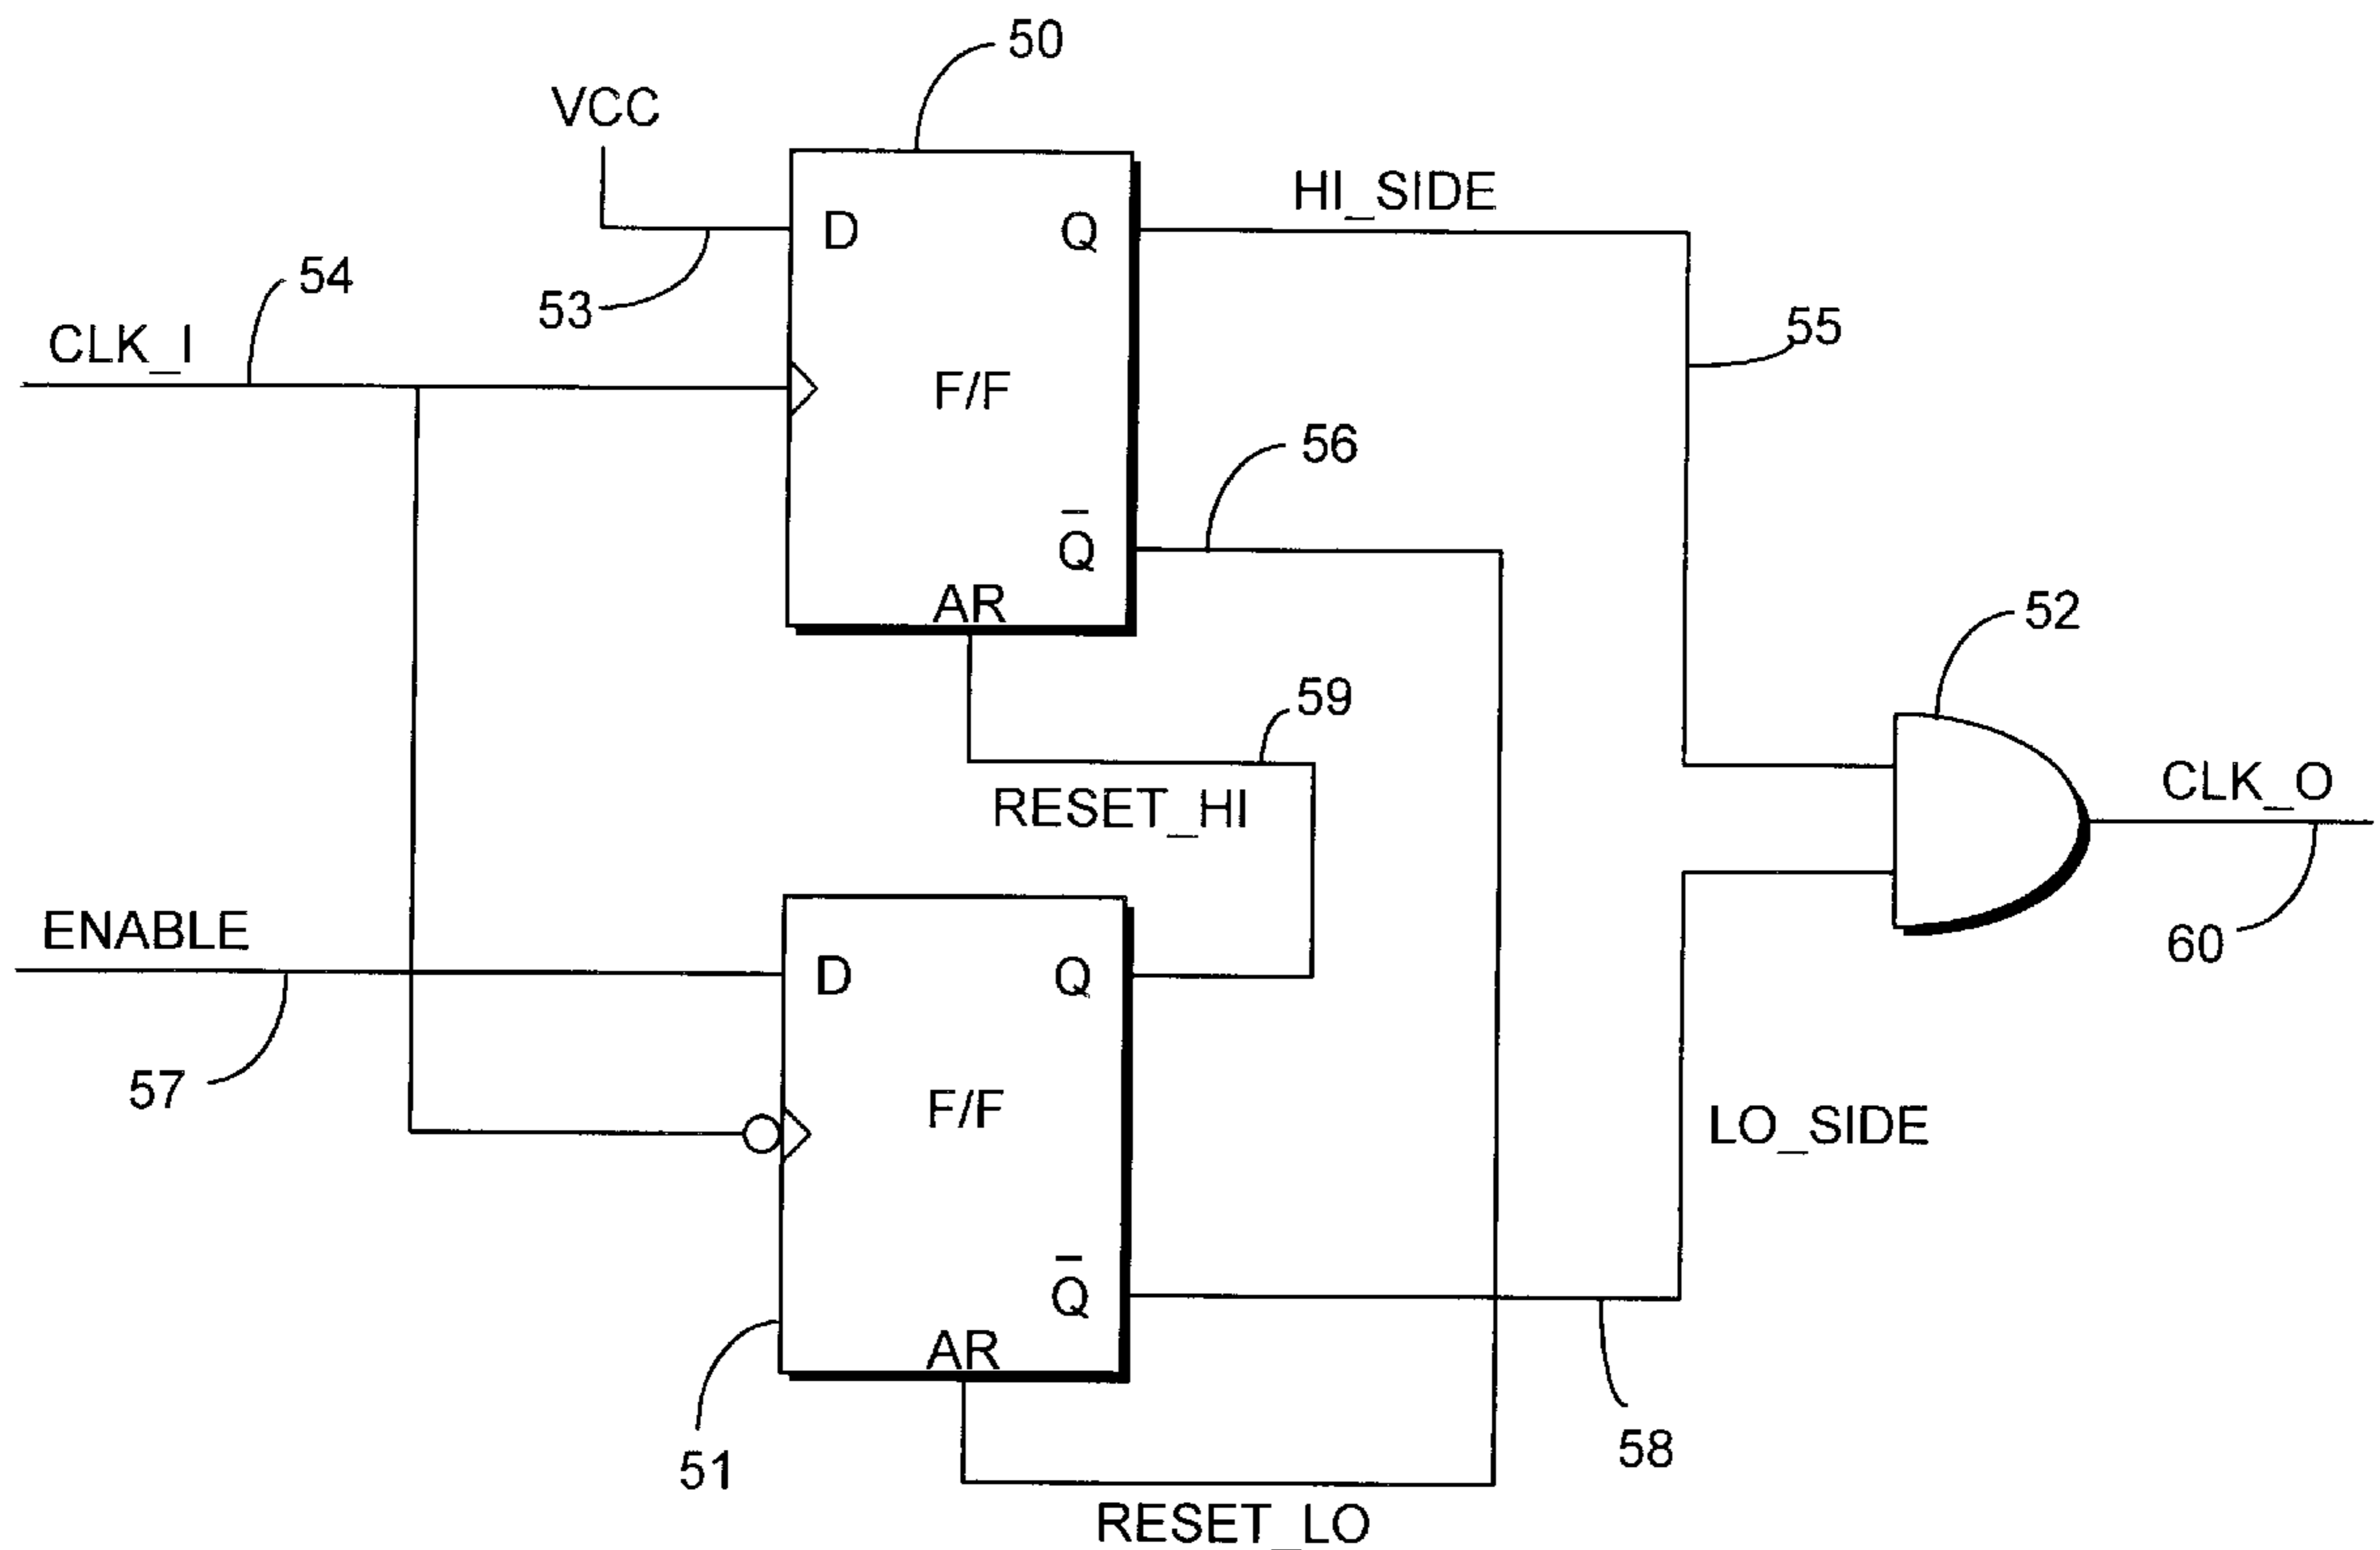 50
VCC
HI_SIDE
D
Q
54
53
CLK_I
55
F/F
56
Q̅
AR
52
59
CLK_O
RESET_HI
ENABLE
60
D
Q
57
F/F
LO_SIDE
Q̅
AR
51
58
RESET_LO